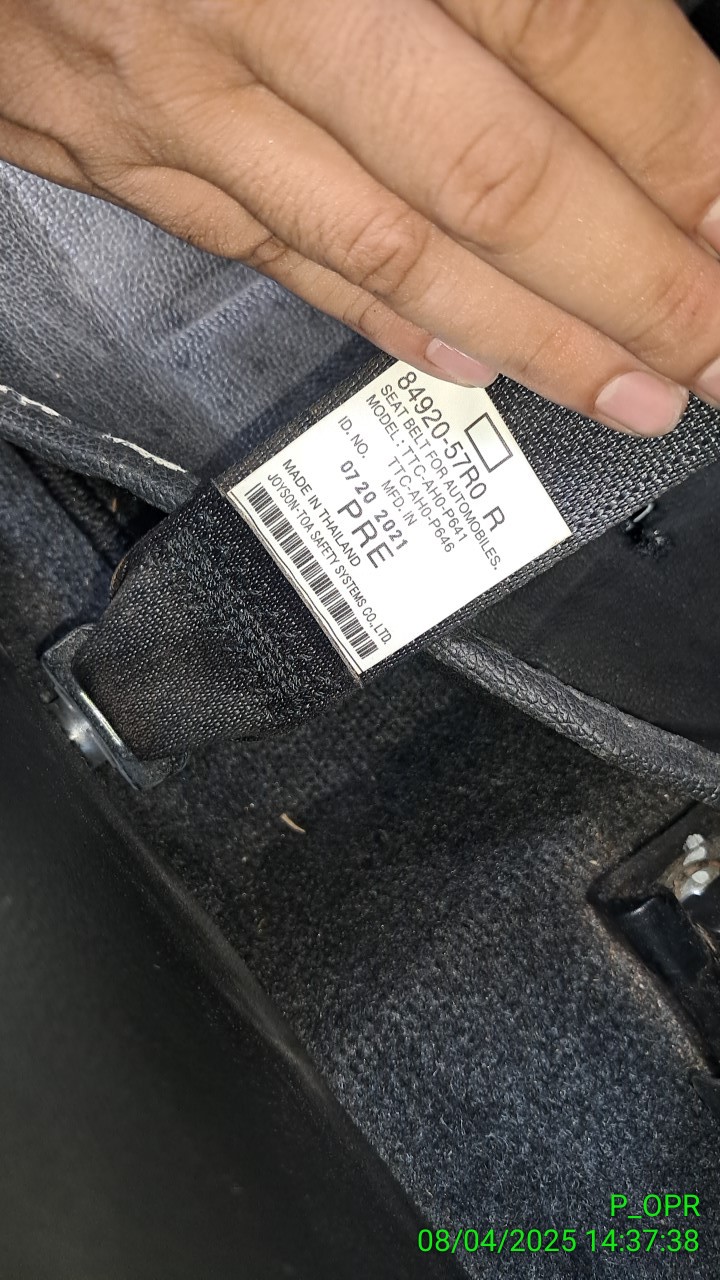 84920-57R0 R
SEAT BELT FOR AUTOMOBILES.
MODEL : TTC-AH0-P641
ID. NO. TTC-AH0-P646
MFD. IN
07 20 2021
PRE
MADE IN THAILAND
JOYSON-TOA SAFETY SYSTEMS CO., LTD.
P_OPR
08/04/2025 14:37:38